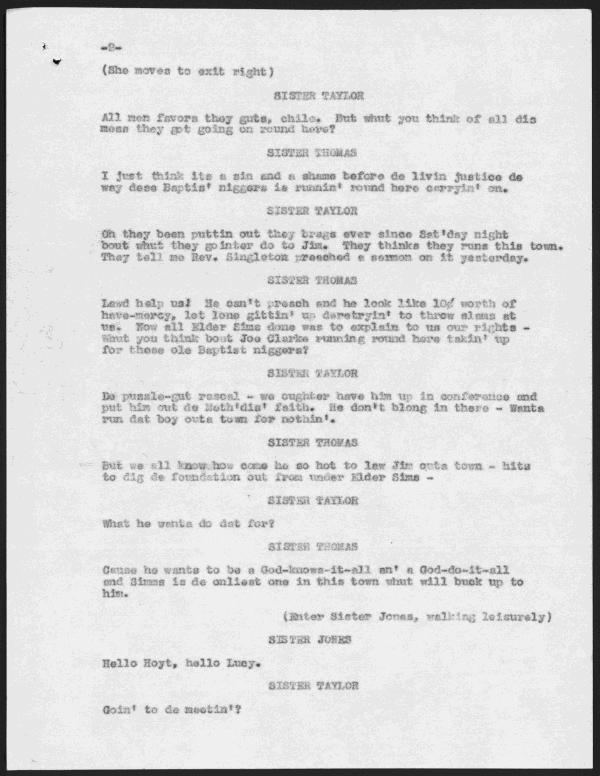 -2-
(She moves to exit right)
SISTER TAYLOR
All men favors they guts, chile. But whut you think of all dis
mess they got going on round here?
SISTER THOMAS
I just think its a sin and a shame before de livin justice de
way dese Baptis' niggers is runnin' round here carryin' on.
SISTER TAYLOR
Oh they been puttin out they brags ever since Sat'day night
bout whut they gointer do to Jim. They thinks they runs this town.
They tell me Rev. Singleton preached a sermon on it yesterday.
SISTER THOMAS
Lawd help us! He can't preach and he look like 10¢ worth of
have-mercy, let lone gittin' up deretryin' to throw slams at
us. Now all Elder Sims done was to explain to us our rights -
Whut you think bout Joe Clarke running round here takin' up
for these ole Baptist niggers?
SISTER TAYLOR
De puzzle-gut rascal - we oughter have him up in conference and
put him out de Meth'dis' faith. He don't blong in there - Wanta
run dat boy outa town for nothin'.
SISTER THOMAS
But we all know how come he so hot to law Jim outa town - hits
to dig de foundation out from under Elder Sims -
SISTER TAYLOR
What he wanta do dat for?
SISTER THOMAS
Cause he wants to be a God-knows-it-all an' a God-do-it-all
and Simms is de onliest one in this town whut will buck up to
him.
(Enter Sister Jones, walking leisurely)
SISTER JONES
Hello Hoyt, hello Lucy.
SISTER TAYLOR
Goin' to de meetin'?